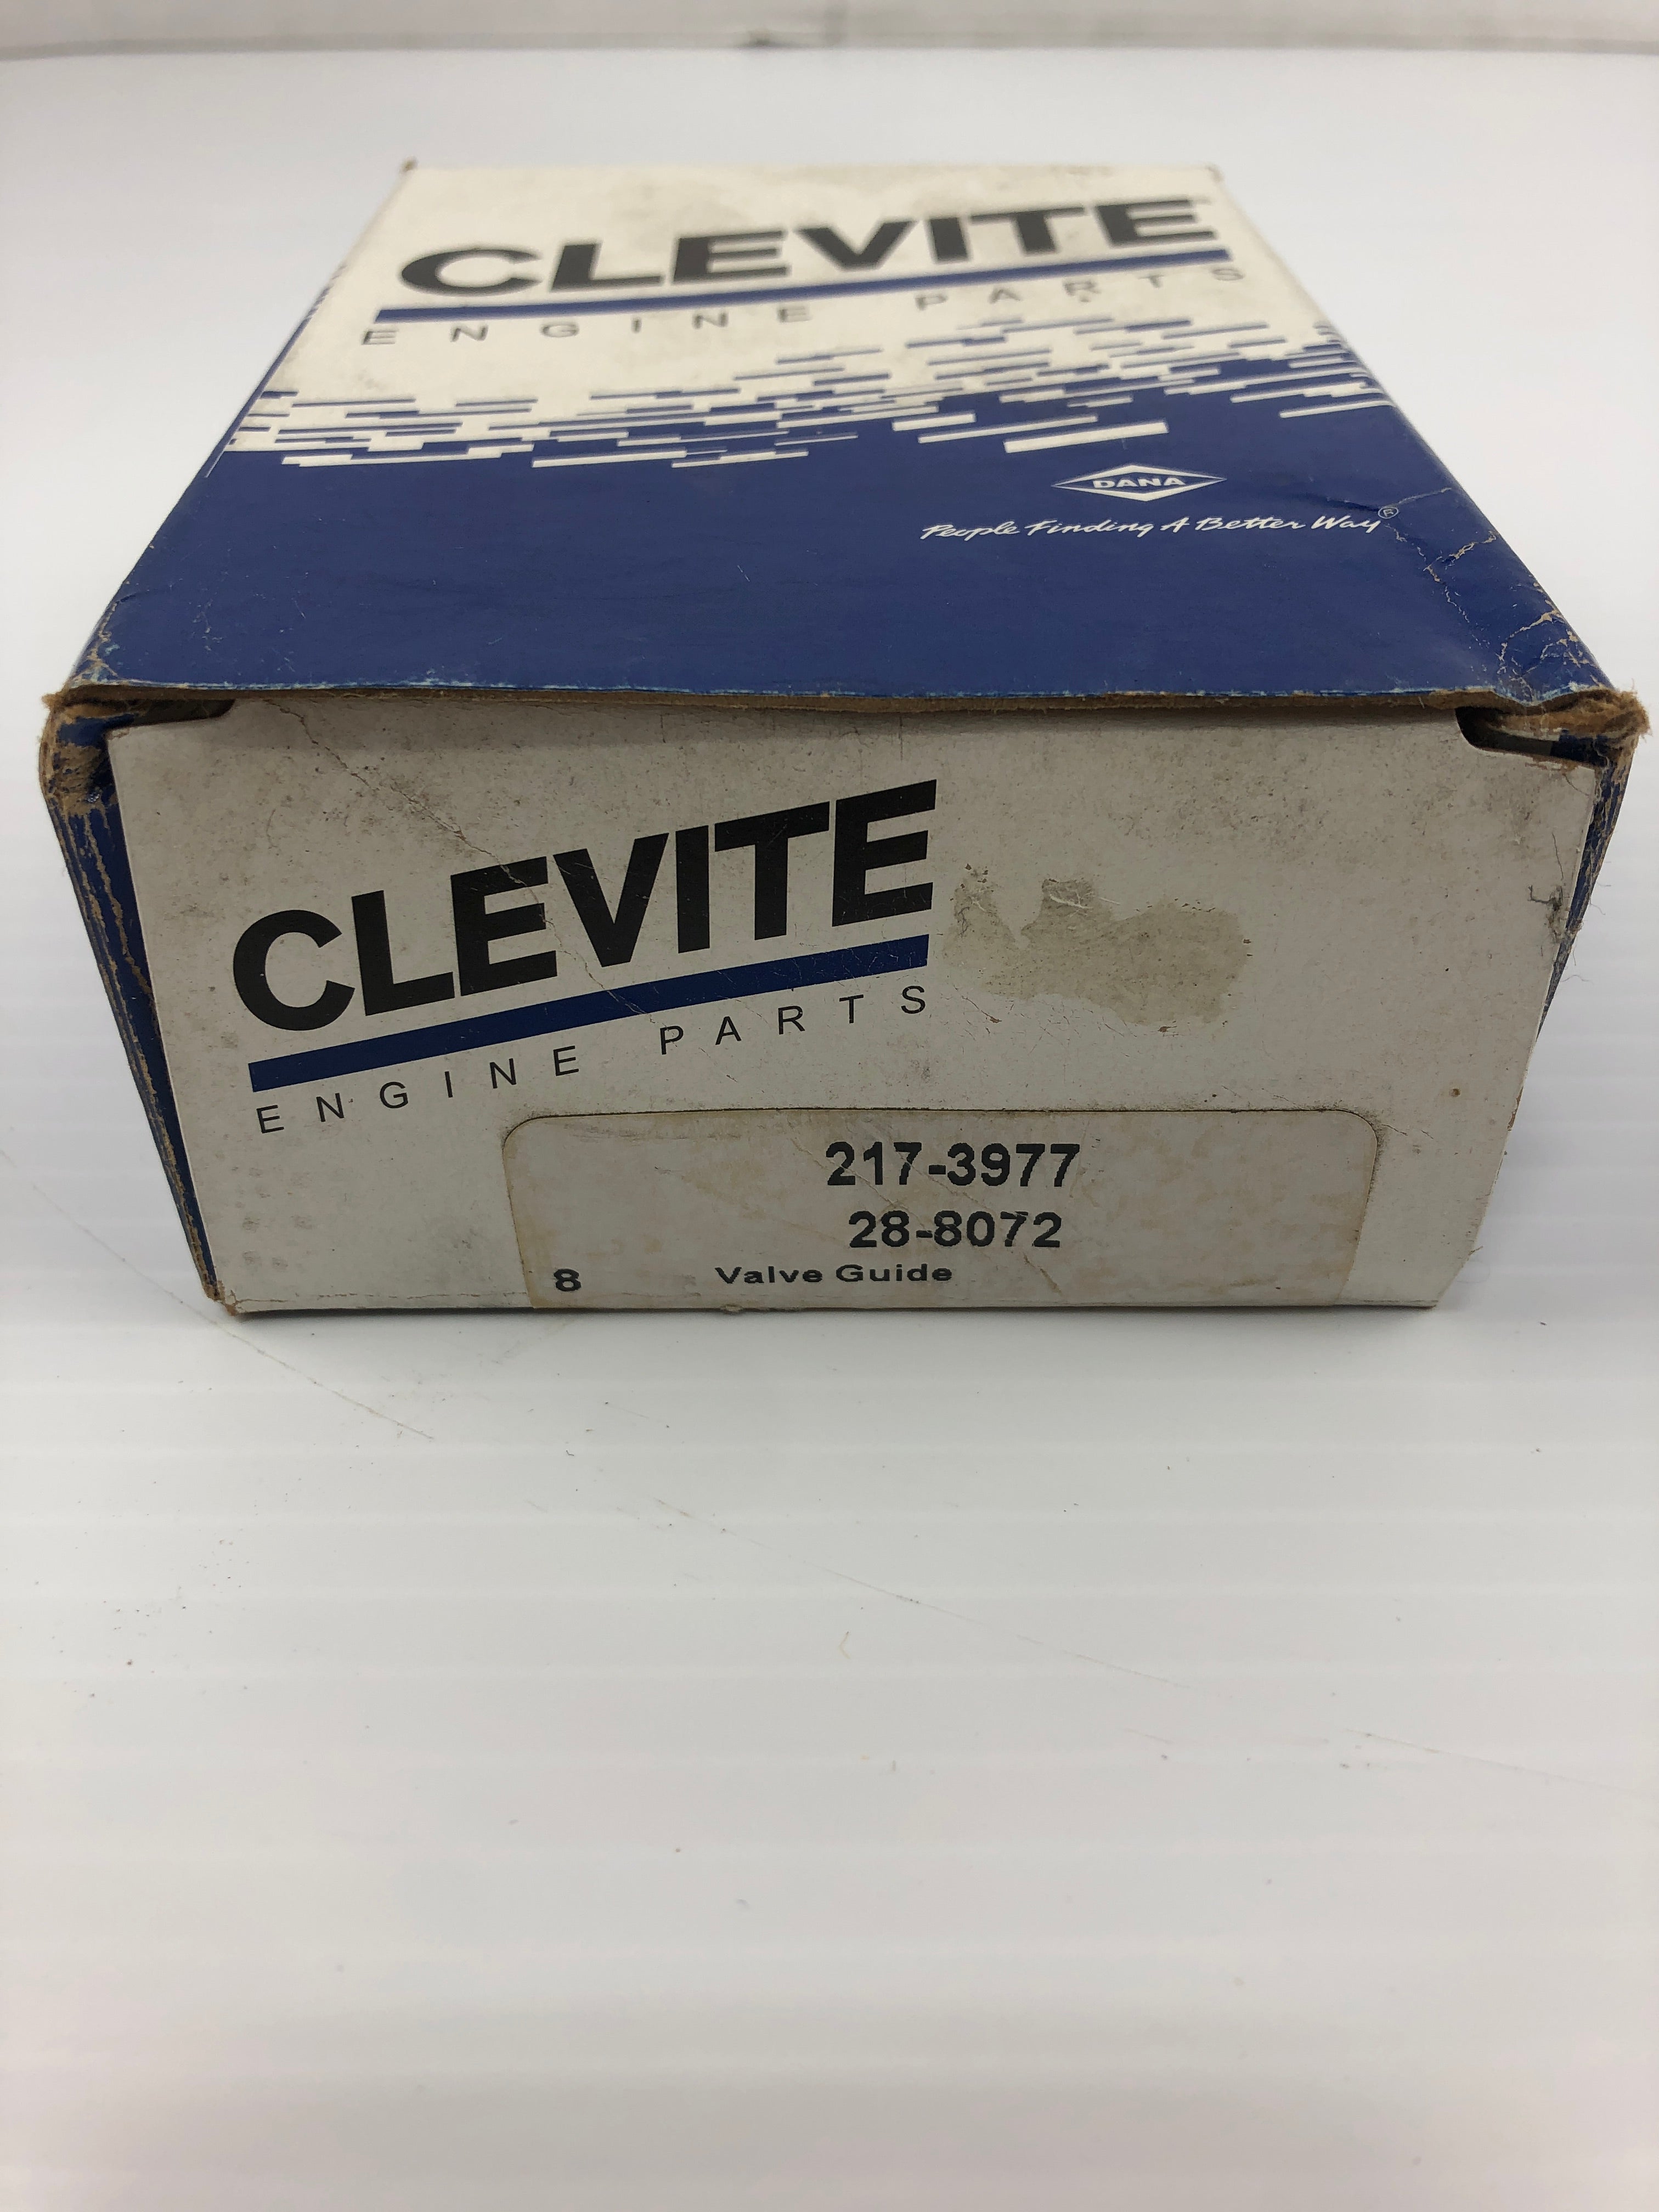 CLEVITE
ENGINE PARTS
DANA
People Finding A Better Way®
CLEVITE
ENGINE PARTS
217-3977
28-8072
8 Valve Guide